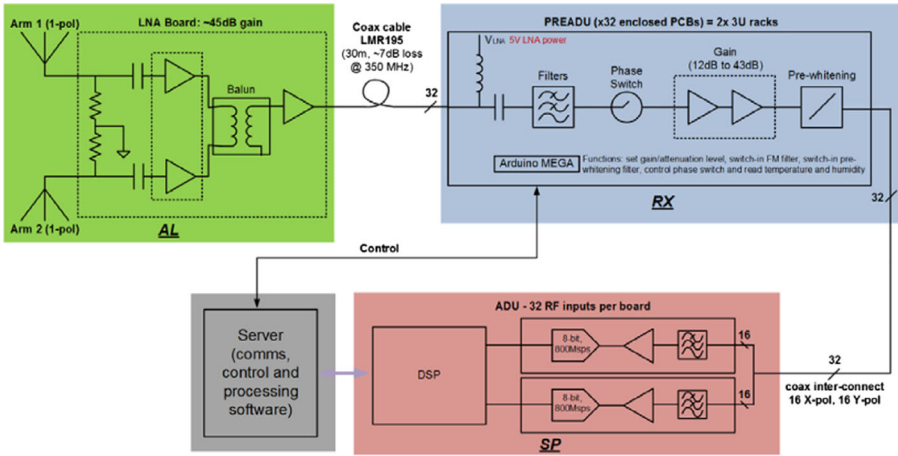 Arm 1 (1-pol)
LNA Board: ~45dB gain
Balun
Arm 2 (1-pol)
AL
Coax cable
LMR195
(30m, ~7dB loss
@ 350 MHz)
32
PREADU (x32 enclosed PCBs) = 2x 3U racks
VLNA 5V LNA power
Filters
Phase
Switch
Gain
(12dB to 43dB)
Pre-whitening
Arduino MEGA
Functions: set gain/attenuation level, switch-in FM filter, switch-in pre-
whitening filter, control phase switch and read temperature and humidity
RX
32
Control
Server
(comms,
control and
processing
software)
ADU - 32 RF inputs per board
DSP
8-bit,
800Msps
16
8-bit,
800Msps
16
SP
32
coax inter-connect
16 X-pol, 16 Y-pol